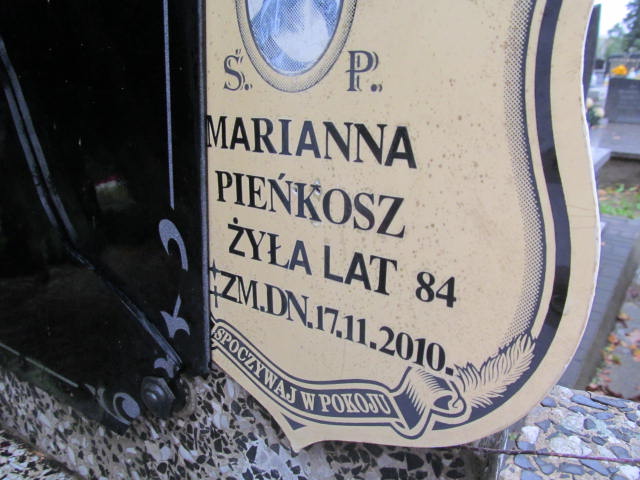 Ś. P.
MARIANNA
PIEŃKOSZ
ŻYŁA LAT 84
ZM.DN.17.11.2010.
SPOCZYWAJ W POKOJU